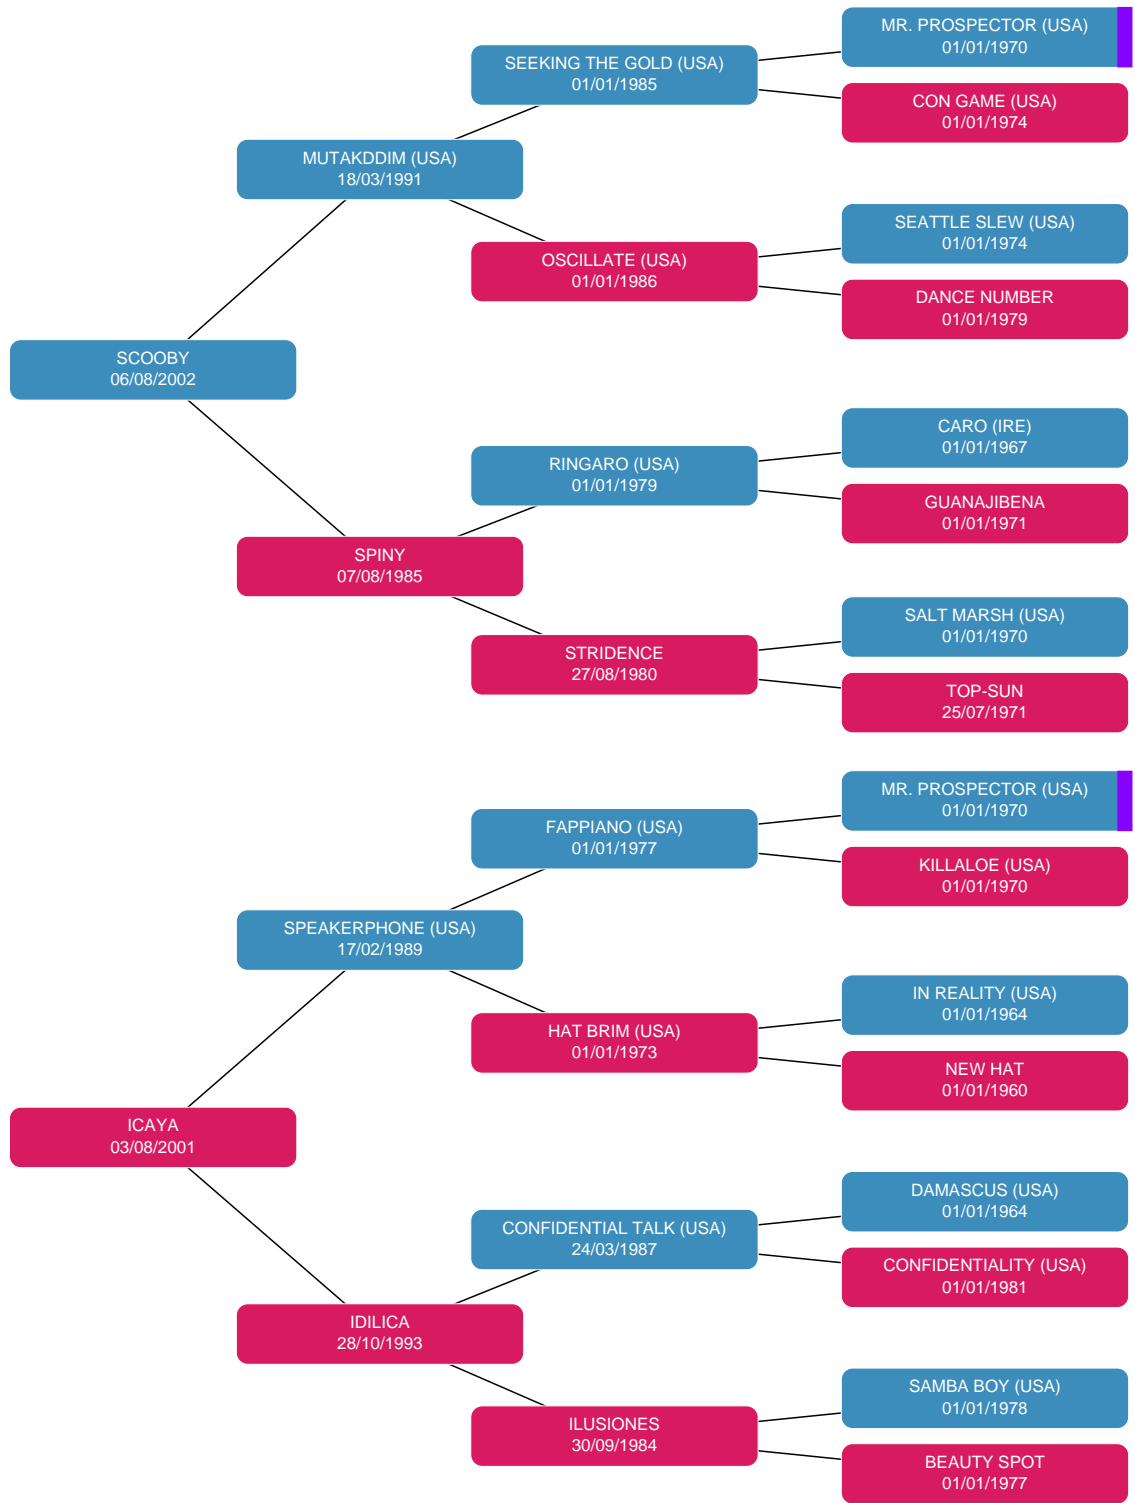 MR. PROSPECTOR (USA)
01/01/1970
SEEKING THE GOLD (USA)
01/01/1985
CON GAME (USA)
01/01/1974
MUTAKDDIM (USA)
18/03/1991
SEATTLE SLEW (USA)
01/01/1974
OSCILLATE (USA)
01/01/1986
DANCE NUMBER
01/01/1979
SCOOBY
06/08/2002
CARO (IRE)
01/01/1967
RINGARO (USA)
01/01/1979
GUANAJIBENA
01/01/1971
SPINY
07/08/1985
SALT MARSH (USA)
01/01/1970
STRIDENCE
27/08/1980
TOP-SUN
25/07/1971
MR. PROSPECTOR (USA)
01/01/1970
FAPPIANO (USA)
01/01/1977
KILLALOE (USA)
01/01/1970
SPEAKERPHONE (USA)
17/02/1989
IN REALITY (USA)
01/01/1964
HAT BRIM (USA)
01/01/1973
NEW HAT
01/01/1960
ICAYA
03/08/2001
DAMASCUS (USA)
01/01/1964
CONFIDENTIAL TALK (USA)
24/03/1987
CONFIDENTIALITY (USA)
01/01/1981
IDILICA
28/10/1993
SAMBA BOY (USA)
01/01/1978
ILUSIONES
30/09/1984
BEAUTY SPOT
01/01/1977